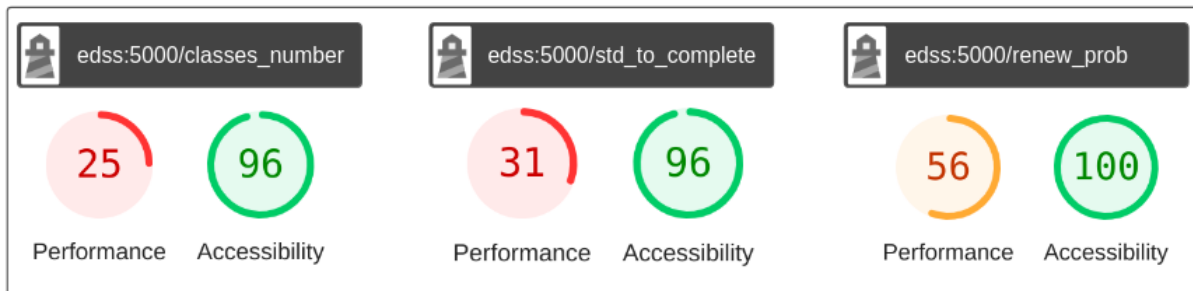 edss:5000/classes_number
25
96
Performance
Accessibility
edss:5000/std_to_complete
31
96
Performance
Accessibility
edss:5000/renew_prob
56
100
Performance
Accessibility